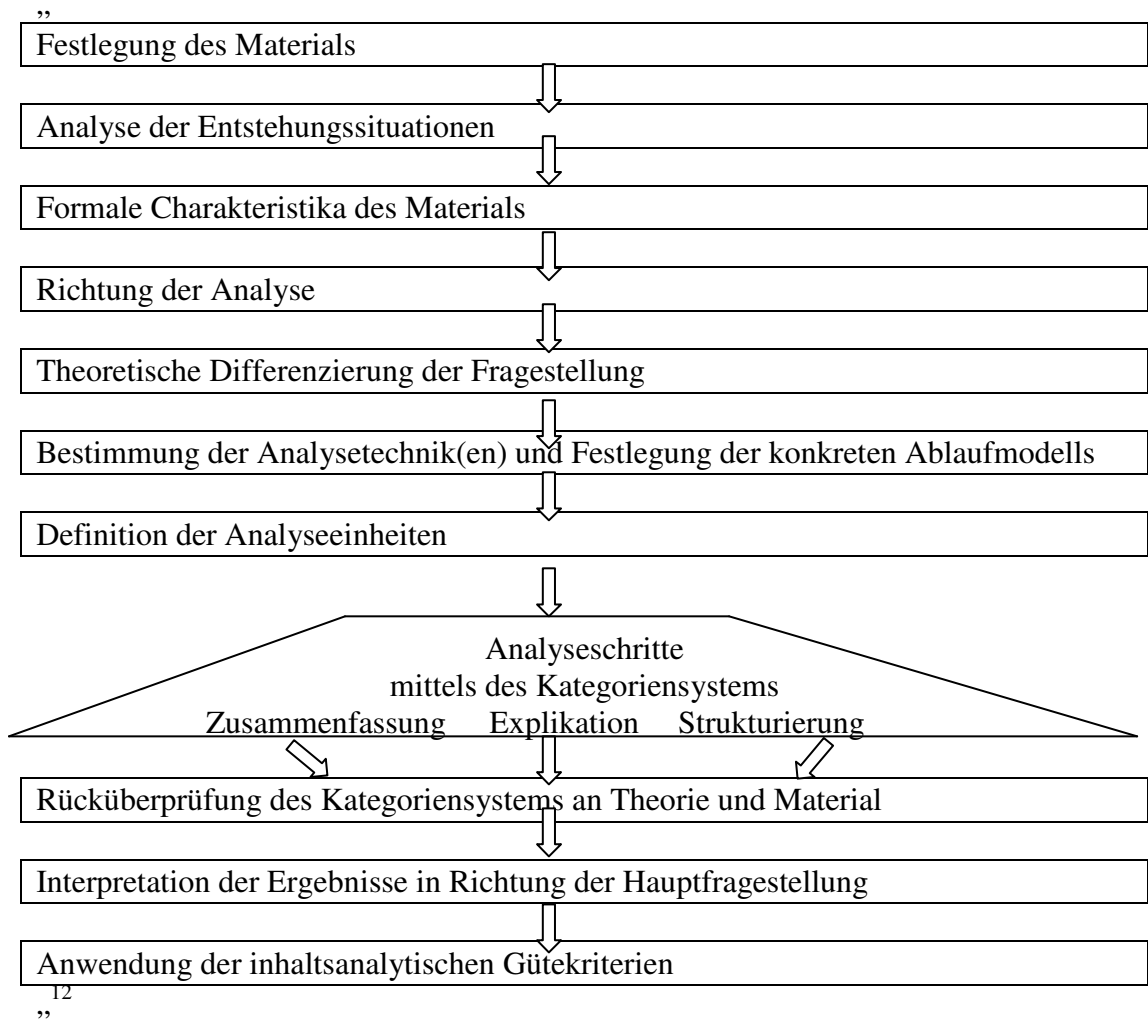 „
Festlegung des Materials
Analyse der Entstehungssituationen
Formale Charakteristika des Materials
Richtung der Analyse
Theoretische Differenzierung der Fragestellung
Bestimmung der Analysetechnik(en) und Festlegung der konkreten Ablaufmodells
Definition der Analyseeinheiten
Analyseschritte
mittels des Kategoriensystems
Zusammenfassung Explikation Strukturierung
Rücküberprüfung des Kategoriensystems an Theorie und Material
Interpretation der Ergebnisse in Richtung der Hauptfragestellung
Anwendung der inhaltsanalytischen Gütekriterien
„12